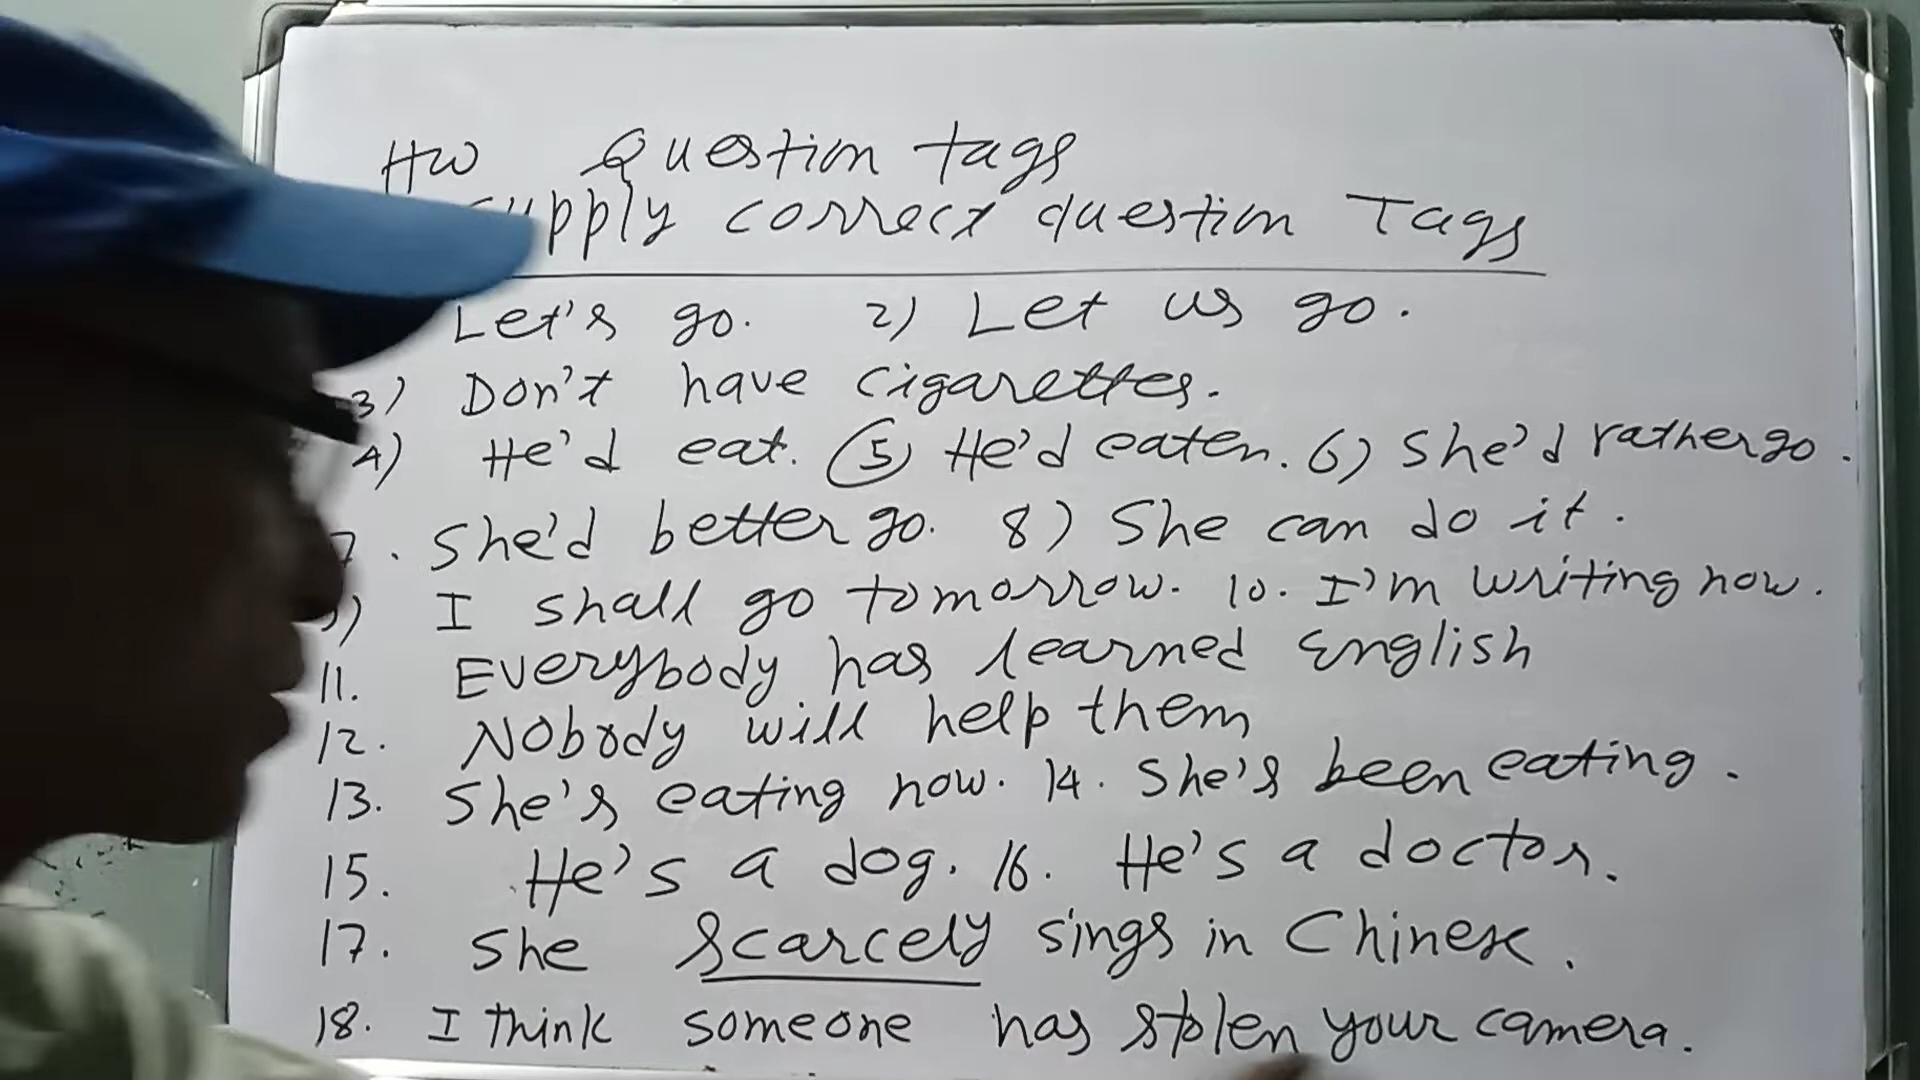 HW Question tags
Supply correct question Tags
Let's go. 2) Let us go.
3) Don't have cigarettes.
4) He'd eat. 5) He'd eaten. 6) She'd rather go.
7. She'd better go. 8) She can do it.
9) I shall go tomorrow. 10. I'm writing now.
11. Everybody has learned English
12. Nobody will help them
13. She's eating now. 14. She's been eating.
15. He's a dog. 16. He's a doctor.
17. She scarcely sings in Chinese.
18. I think someone has stolen your camera.